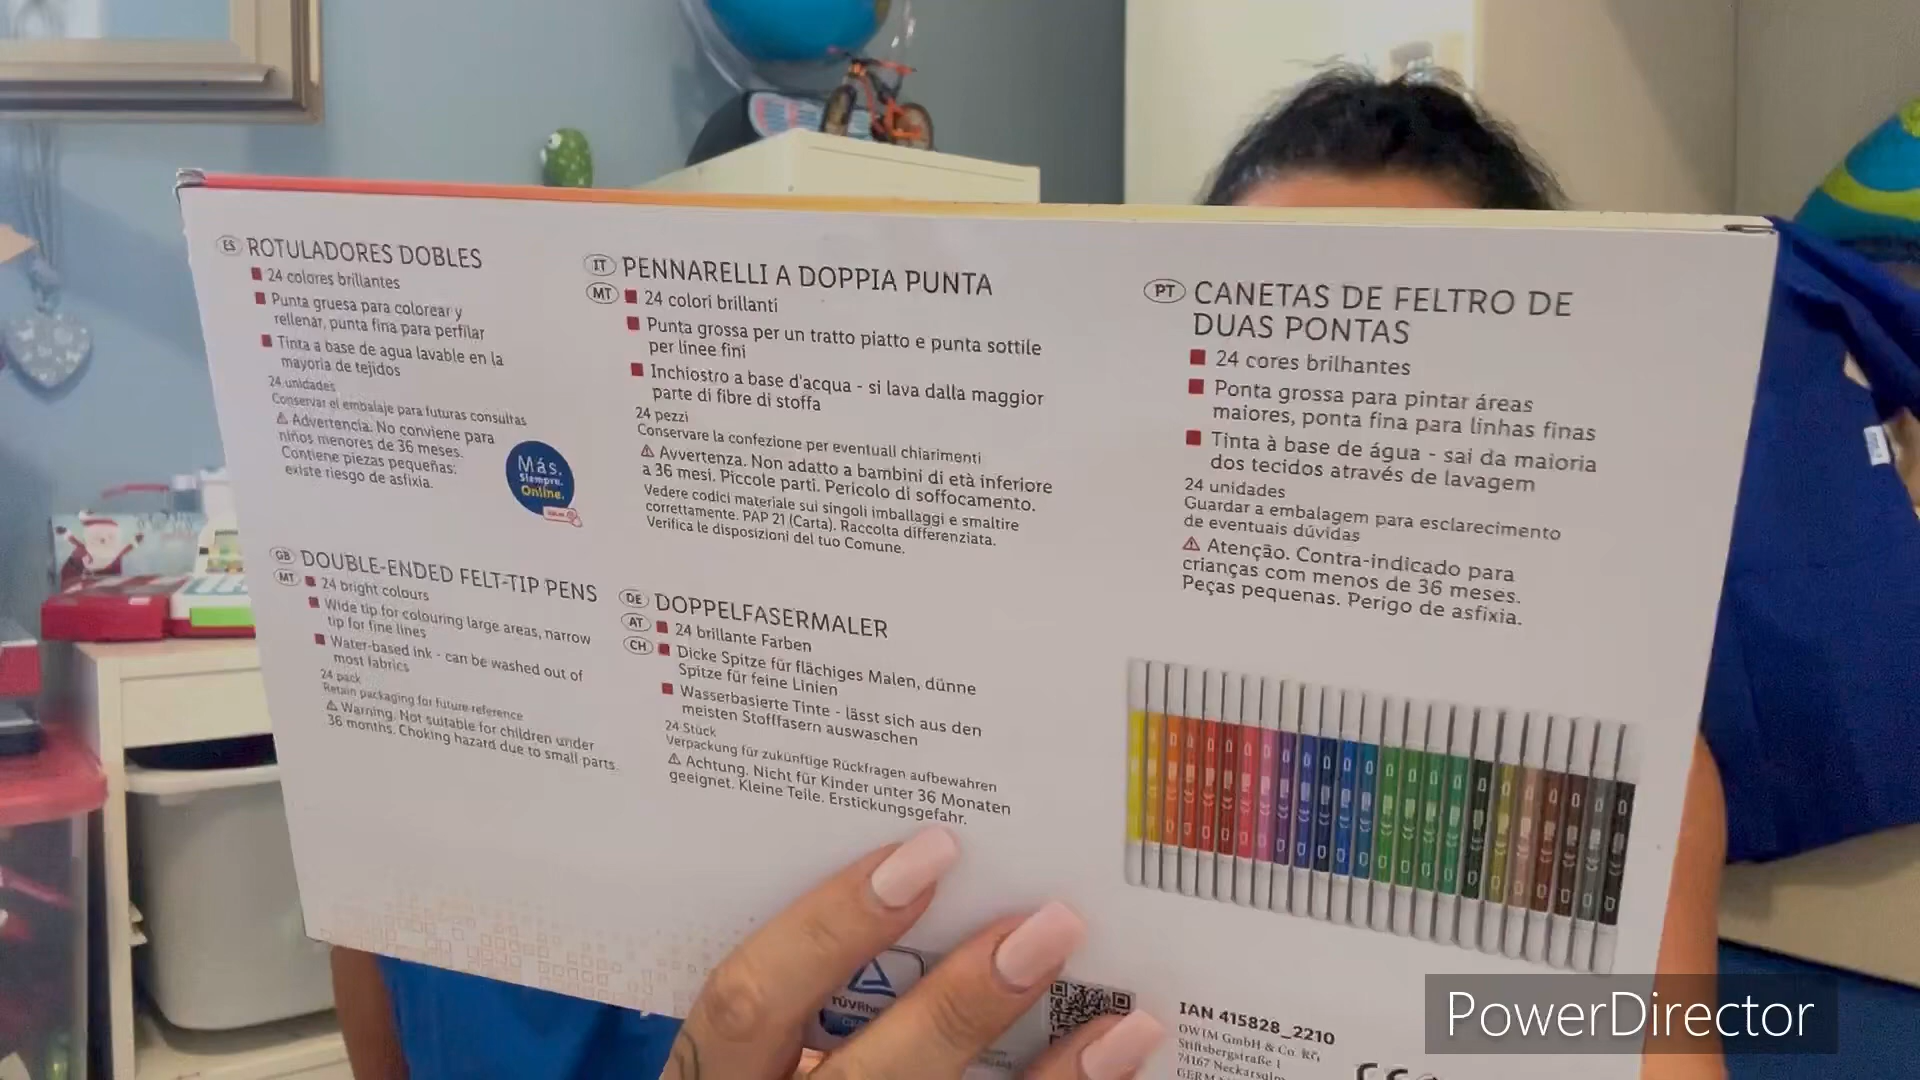 ES ROTULADORES DOBLES
24 colores brillantes
Punta gruesa para colorear y
rellenar, punta fina para perfilar
Tinta a base de agua lavable en la
mayoría de tejidos
24 unidades
Conservar el embalaje para futuras consultas
Advertencia. No conviene para
niños menores de 36 meses.
Contiene piezas pequeñas:
existe riesgo de asfixia.
Más.
Siempre.
Online.
IT PENNARELLI A DOPPIA PUNTA
MT 24 colori brillanti
Punta grossa per un tratto piatto e punta sottile
per linee fini
Inchiostro a base d'acqua - si lava dalla maggior
parte di fibre di stoffa
24 pezzi
Conservare la confezione per eventuali chiarimenti
Avvertenza. Non adatto a bambini di età inferiore
a 36 mesi. Piccole parti. Pericolo di soffocamento.
Vedere codici materiale sui singoli imballaggi e smaltire
correttamente. PAP 21 (Carta). Raccolta differenziata.
Verifica le disposizioni del tuo Comune.
PT CANETAS DE FELTRO DE
DUAS PONTAS
24 cores brilhantes
Ponta grossa para pintar áreas
maiores, ponta fina para linhas finas
Tinta à base de água - sai da maioria
dos tecidos através de lavagem
24 unidades
Guardar a embalagem para esclarecimento
de eventuais dúvidas
Atenção. Contra-indicado para
crianças com menos de 36 meses.
Peças pequenas. Perigo de asfixia.
GB DOUBLE-ENDED FELT-TIP PENS
MT 24 bright colours
Wide tip for colouring large areas, narrow
tip for fine lines
Water-based ink - can be washed out of
most fabrics
24 pack
Retain packaging for future reference
Warning. Not suitable for children under
36 months. Choking hazard due to small parts.
DE DOPPELFASERMALER
AT 24 brillante Farben
CH Dicke Spitze für flächiges Malen, dünne
Spitze für feine Linien
Wasserbasierte Tinte - lässt sich aus den
meisten Stofffasern auswaschen
24 Stück
Verpackung für zukünftige Rückfragen aufbewahren
Achtung. Nicht für Kinder unter 36 Monaten
geeignet. Kleine Teile. Erstickungsgefahr.
IAN 415828_2210
OWIM GmbH & Co. KG
Stiftsbergstraße 1
74167
PowerDirector